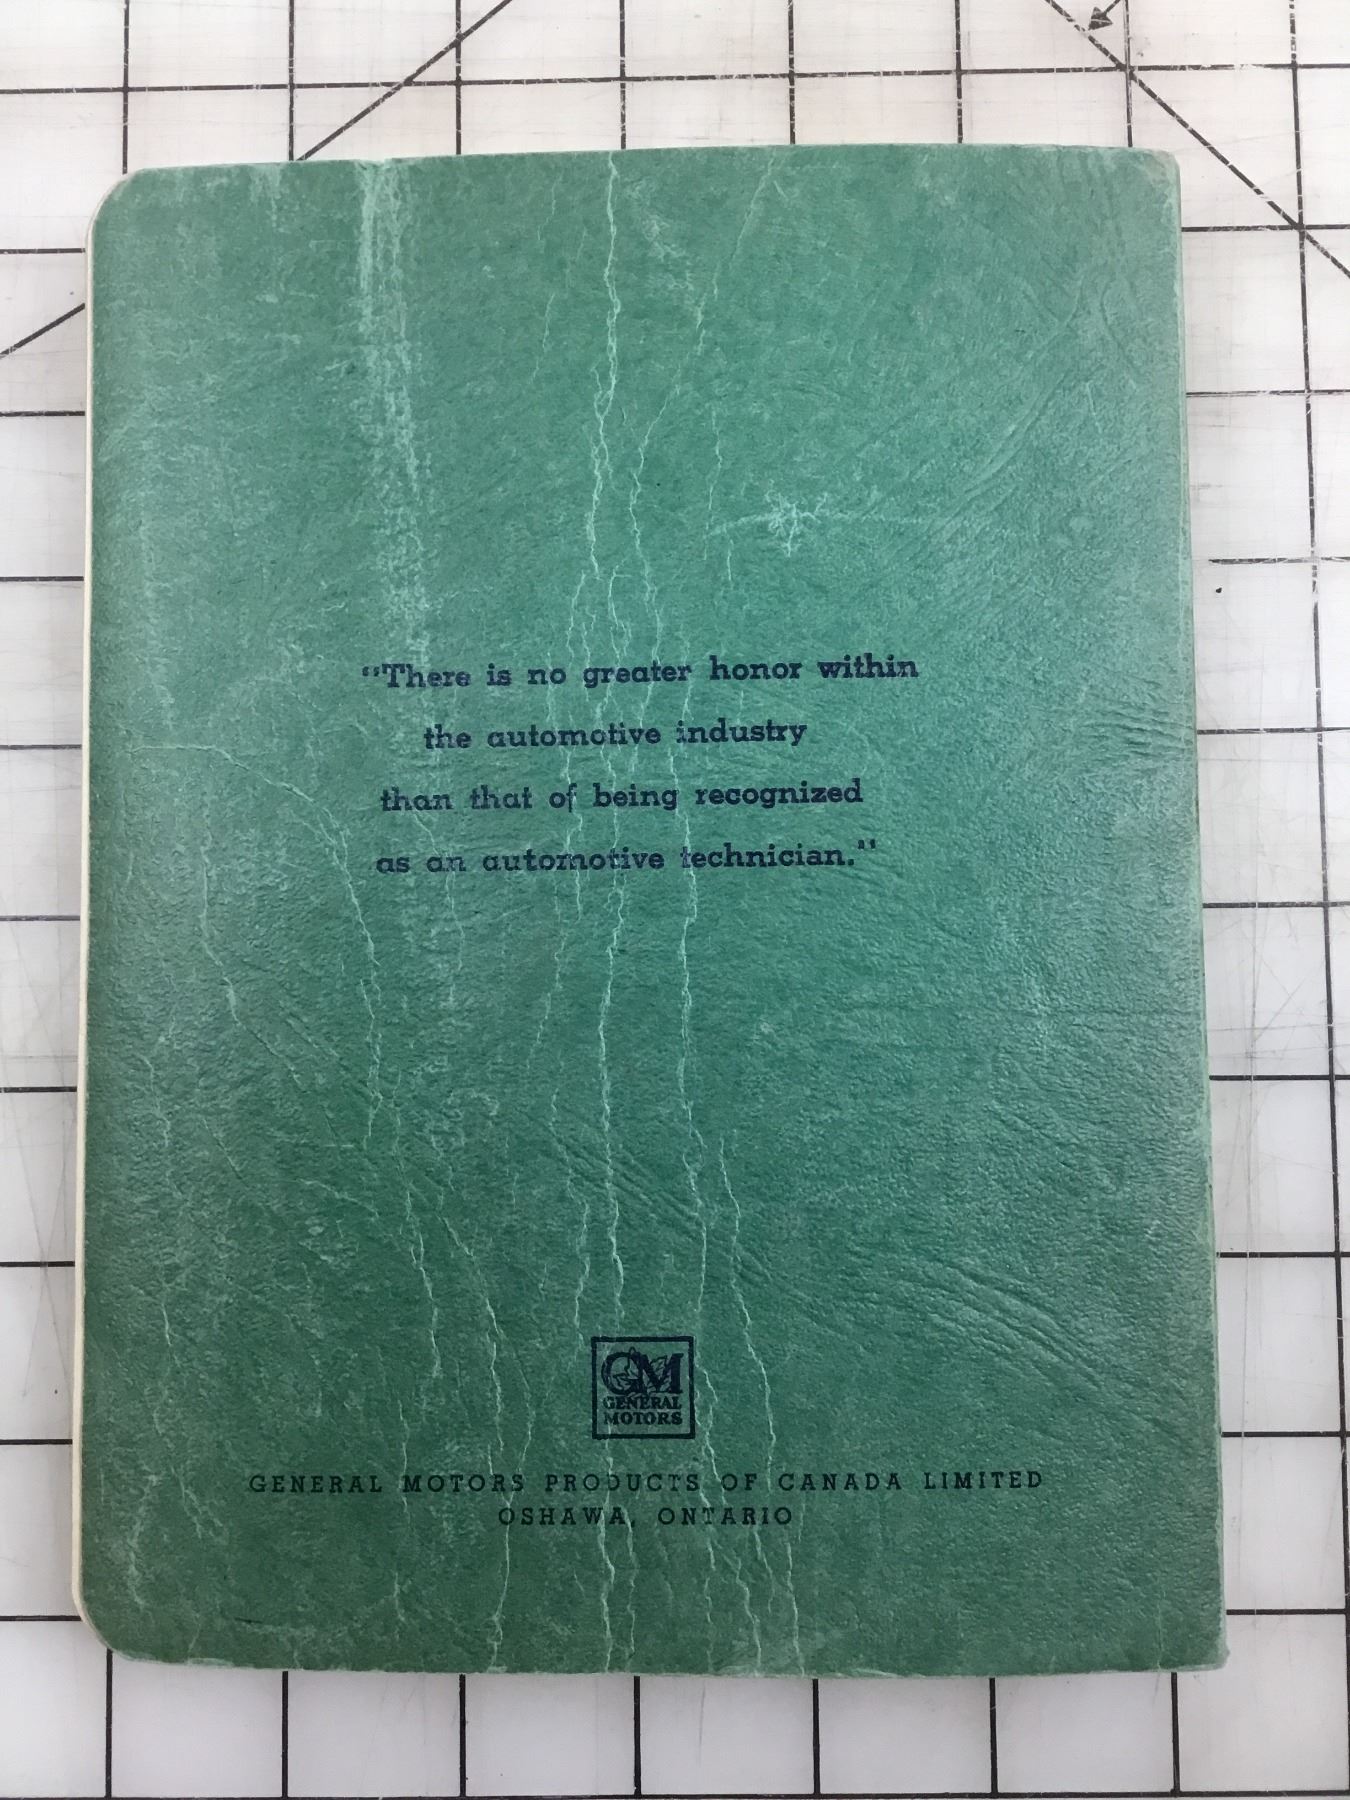 “There is no greater honor within
the automotive industry
than that of being recognized
as an automotive technician."
GM
GENERAL
MOTORS
GENERAL MOTORS PRODUCTS OF CANADA LIMITED
OSHAWA, ONTARIO